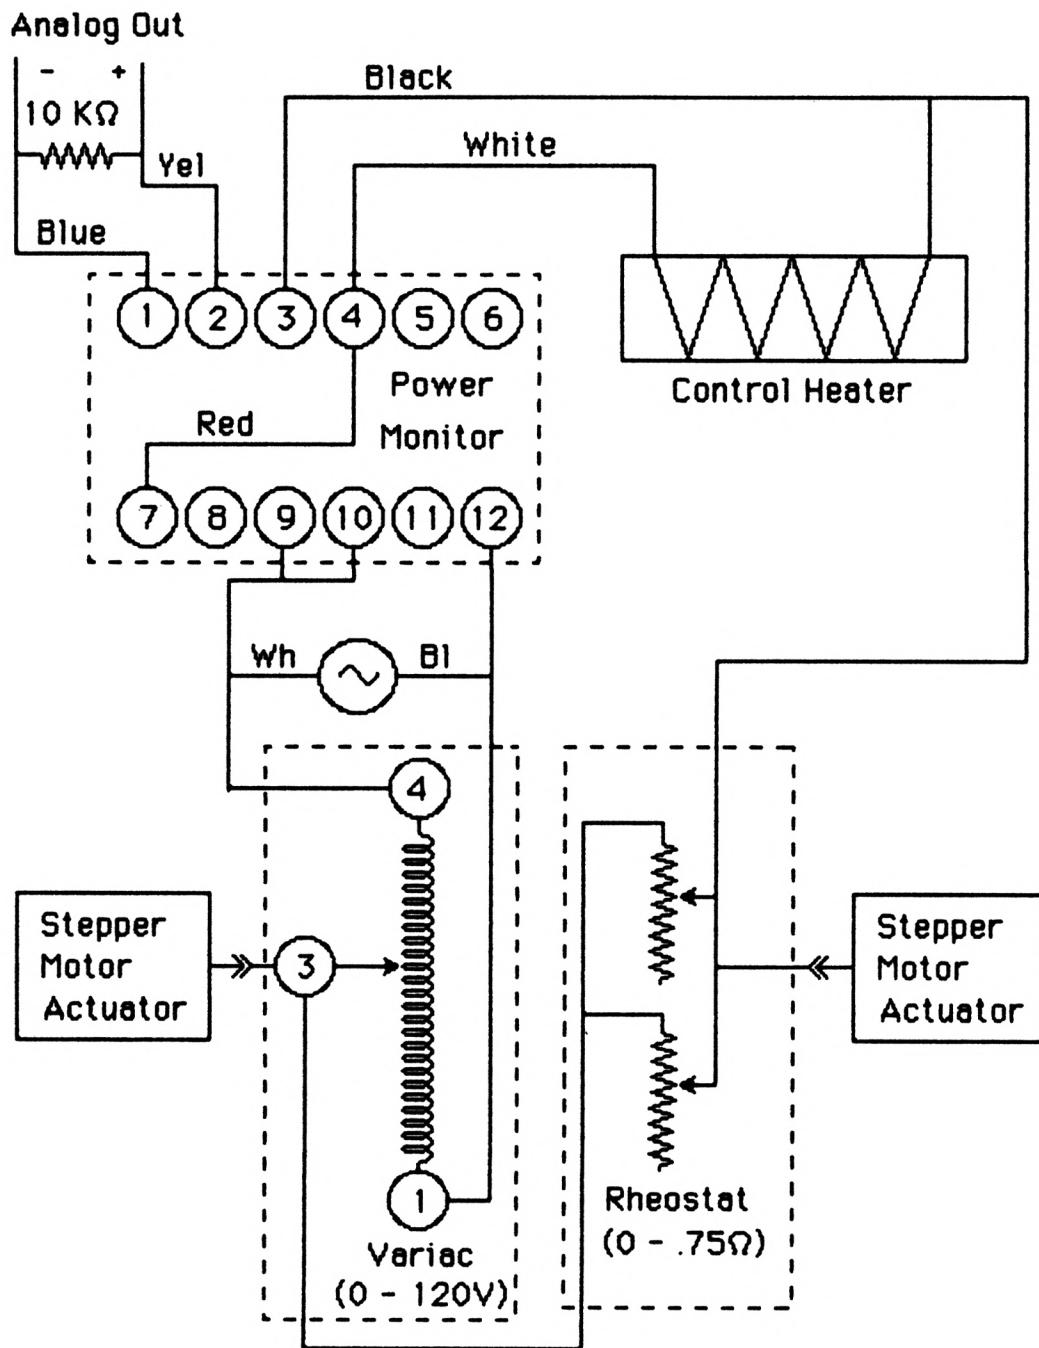 Analog Out
- +
10 KΩ
Yel
Blue
Black
White
1 2 3 4 5 6
Control Heater
Power
Monitor
Red
7 8 9 10 11 12
Wh Bl
4
Stepper
Motor
Actuator
3
1
Variac
(0 - 120V)
Rheostat
(0 - .75Ω)
Stepper
Motor
Actuator